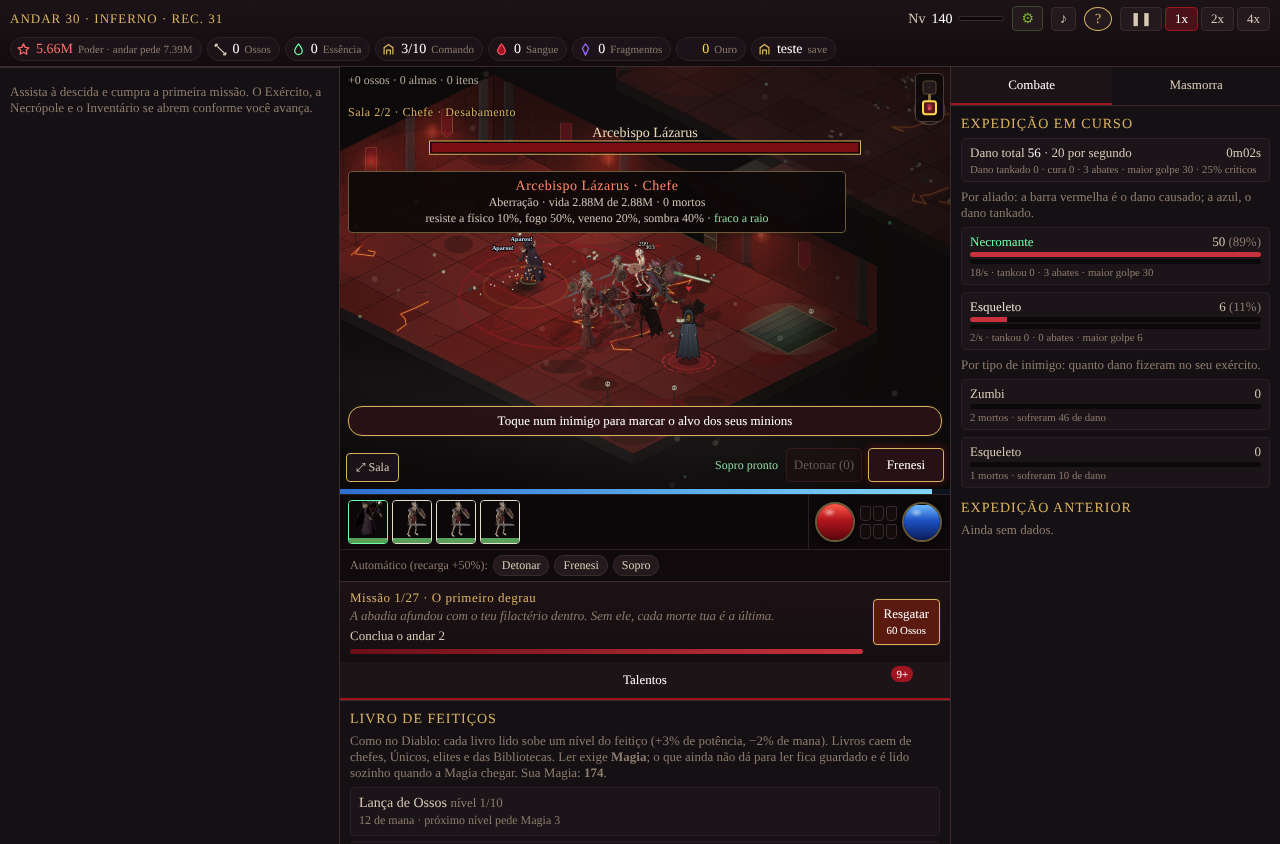 ANDAR 30 · INFERNO · REC. 31
Nv 140
?
1x
2x
4x
5.66M Poder · andar pede 7.39M
0 Ossos
0 Essência
3/10 Comando
0 Sangue
0 Fragmentos
0 Ouro
teste save
Assista à descida e cumpra a primeira missão. O Exército, a
Necrópole e o Inventário se abrem conforme você avança.
+0 ossos · 0 almas · 0 itens
Sala 2/2 · Chefe · Desabamento
Arcebispo Lázarus
Arcebispo Lázarus · Chefe
Aberração · vida 2.88M de 2.88M · 0 mortos
resiste a físico 10%, fogo 50%, veneno 20%, sombra 40% · fraco a raio
Aparou!
Aparou!
Toque num inimigo para marcar o alvo dos seus minions
Sala
Sopro pronto
Detonar (0)
Frenesi
Automático (recarga +50%):
Detonar
Frenesi
Sopro
Missão 1/27 · O primeiro degrau
A abadia afundou com o teu filactério dentro. Sem ele, cada morte tua é a última.
Conclua o andar 2
Resgatar
60 Ossos
Talentos
9+
LIVRO DE FEITIÇOS
Como no Diablo: cada livro lido sobe um nível do feitiço (+3% de potência, −2% de mana). Livros caem de
chefes, Únicos, elites e das Bibliotecas. Ler exige Magia; o que ainda não dá para ler fica guardado e é lido
sozinho quando a Magia chegar. Sua Magia: 174.
Lança de Ossos nível 1/10
12 de mana · próximo nível pede Magia 3
Combate
Masmorra
EXPEDIÇÃO EM CURSO
Dano total 56 · 20 por segundo
0m02s
Dano tankado 0 · cura 0 · 3 abates · maior golpe 30 · 25% críticos
Por aliado: a barra vermelha é o dano causado; a azul, o
dano tankado.
Necromante
50 (89%)
18/s · tankou 0 · 3 abates · maior golpe 30
Esqueleto
6 (11%)
2/s · tankou 0 · 0 abates · maior golpe 6
Por tipo de inimigo: quanto dano fizeram no seu exército.
Zumbi
0
2 mortos · sofreram 46 de dano
Esqueleto
0
1 mortos · sofreram 10 de dano
EXPEDIÇÃO ANTERIOR
Ainda sem dados.